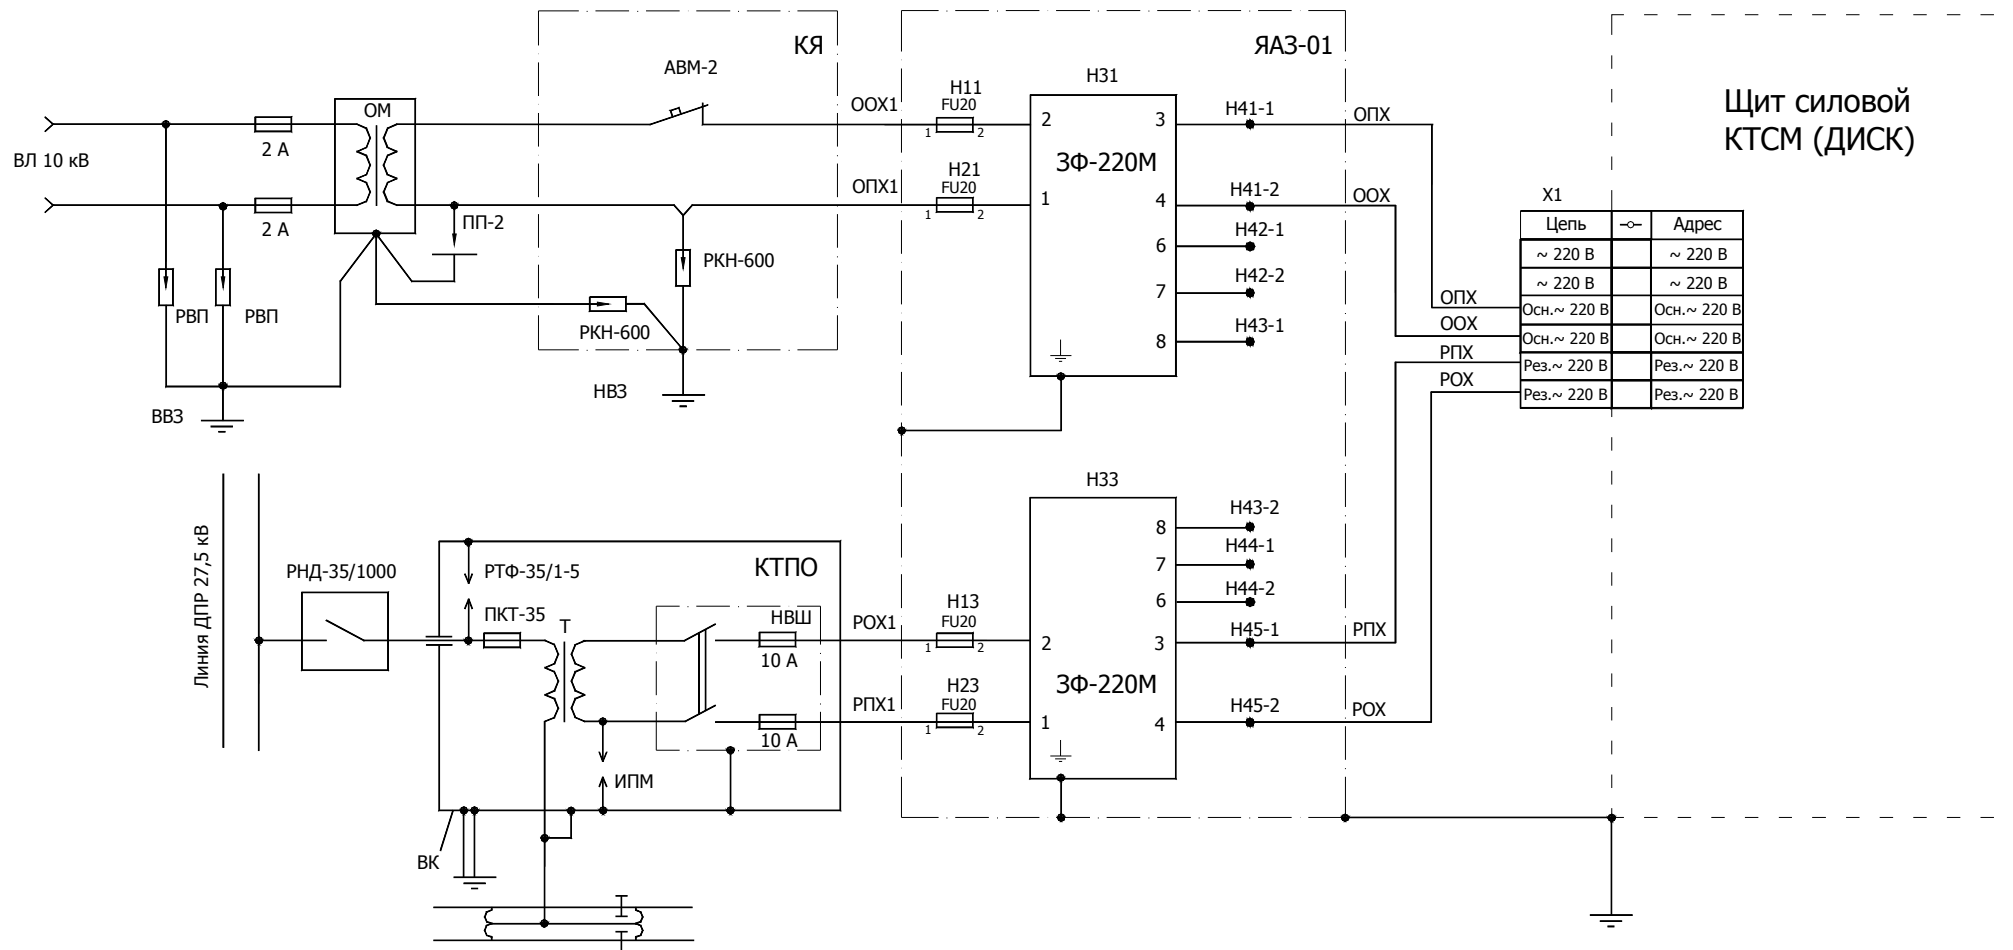 КЯ
ЯАЗ-01
Щит силовой
КТСМ (ДИСК)
ВЛ 10 кВ
2 А
2 А
ОМ
АВМ-2
ПП-2
РКН-600
РКН-600
РВП
РВП
ВВЗ
НВЗ
ООХ1
ОПХ1
Н11
FU20
1
2
Н21
FU20
1
2
Н31
2
3
ЗФ-220М
1
4
6
7
8
Н41-1
Н41-2
Н42-1
Н42-2
Н43-1
ОПХ
ООХ
ОПХ
ООХ
РПХ
РОХ
Х1
Цепь
Адрес
~ 220 В
~ 220 В
~ 220 В
~ 220 В
Осн.~ 220 В
Осн.~ 220 В
Осн.~ 220 В
Осн.~ 220 В
Рез.~ 220 В
Рез.~ 220 В
Рез.~ 220 В
Рез.~ 220 В
Линия ДПР 27,5 кВ
РНД-35/1000
КТПО
РТФ-35/1-5
ПКТ-35
Т
НВШ
10 А
10 А
ИПМ
ВК
РОХ1
РПХ1
Н13
FU20
1
2
Н23
FU20
1
2
Н33
8
7
6
2
3
ЗФ-220М
1
4
Н43-2
Н44-1
Н44-2
Н45-1
Н45-2
РПХ
РОХ